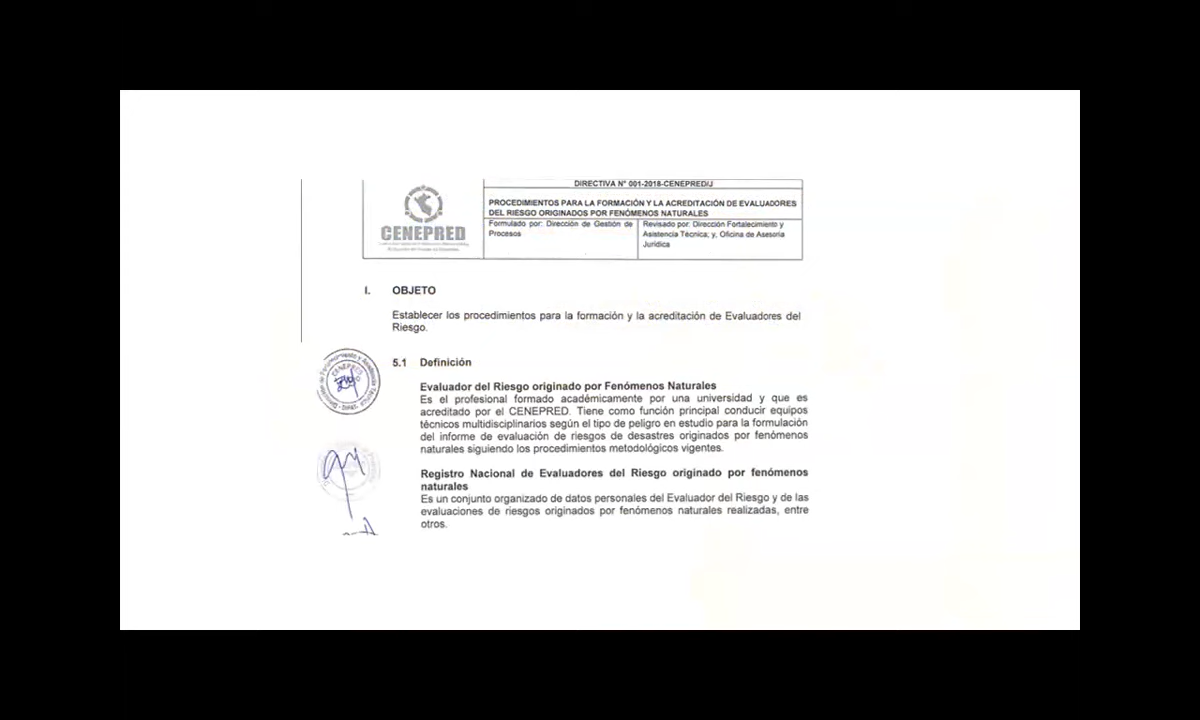 DIRECTIVA N° 001-2018-CENEPRED/J
PROCEDIMIENTOS PARA LA FORMACIÓN Y LA ACREDITACIÓN DE EVALUADORES
DEL RIESGO ORIGINADOS POR FENÓMENOS NATURALES
CENEPRED
Formulado por: Dirección de Gestión de
Procesos
Revisado por: Dirección Fortalecimiento y
Asistencia Técnica; y, Oficina de Asesoría
Jurídica
I. OBJETO
Establecer los procedimientos para la formación y la acreditación de Evaluadores del
Riesgo.
5.1 Definición
Evaluador del Riesgo originado por Fenómenos Naturales
Es el profesional formado académicamente por una universidad y que es
acreditado por el CENEPRED. Tiene como función principal conducir equipos
técnicos multidisciplinarios según el tipo de peligro en estudio para la formulación
del informe de evaluación de riesgos de desastres originados por fenómenos
naturales siguiendo los procedimientos metodológicos vigentes.
Registro Nacional de Evaluadores del Riesgo originado por fenómenos
naturales
Es un conjunto organizado de datos personales del Evaluador del Riesgo y de las
evaluaciones de riesgos originados por fenómenos naturales realizadas, entre
otros.
CENEPRED